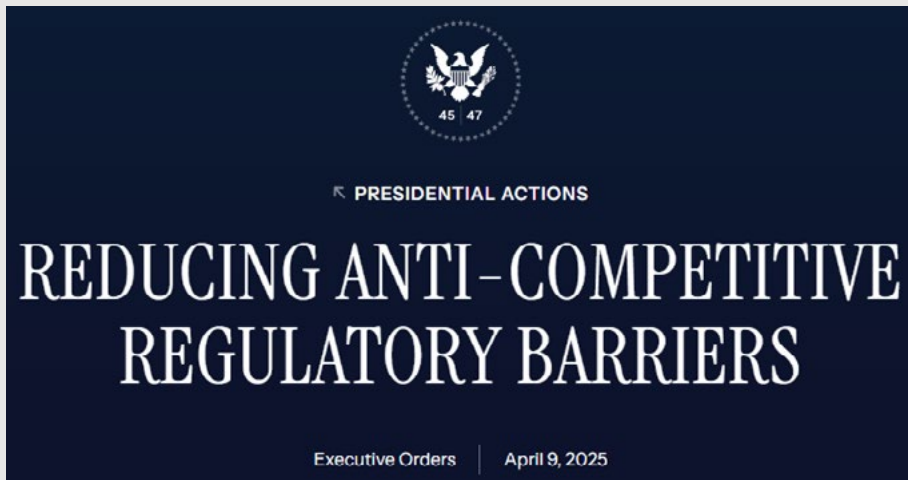 45 | 47
PRESIDENTIAL ACTIONS
REDUCING ANTI-COMPETITIVE
REGULATORY BARRIERS
Executive Orders | April 9, 2025